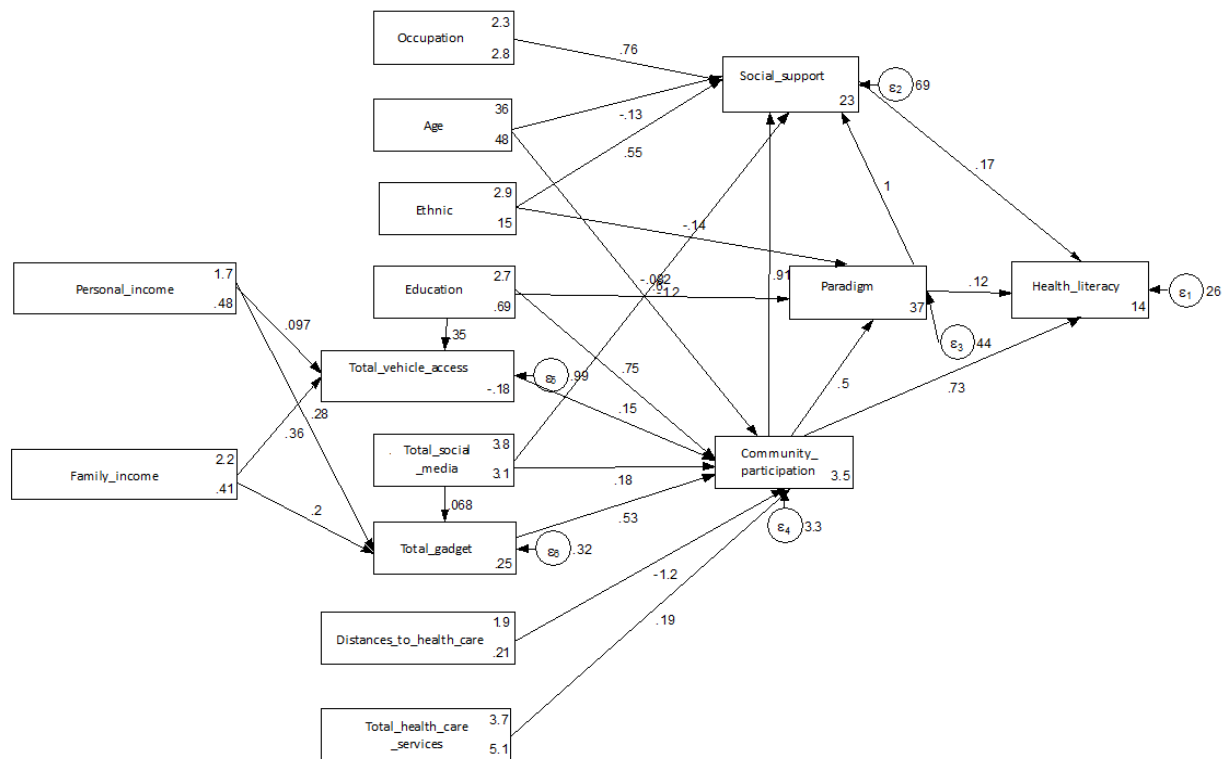 Occupation
2.3
2.8
.76
Social_support
23
ε2
69
Age
36
48
-.13
.55
Ethnic
2.9
15
-.14
.17
1
Personal_income
1.7
.48
Education
2.7
.69
-.082
-1.2
.91
Paradigm
37
.12
Health_literacy
14
ε1
26
ε3
44
.097
.35
Total_vehicle_access
-.18
.99
.75
.15
.5
.73
.28
.36
Family_income
2.2
.41
.2
Total_social
_media
3.8
3.1
.18
Community_
participation
3.5
.068
.53
ε4
3.3
Total_gadget
.25
.32
-1.2
.19
Distances_to_health_care
1.9
.21
Total_health_care
_services
3.7
5.1